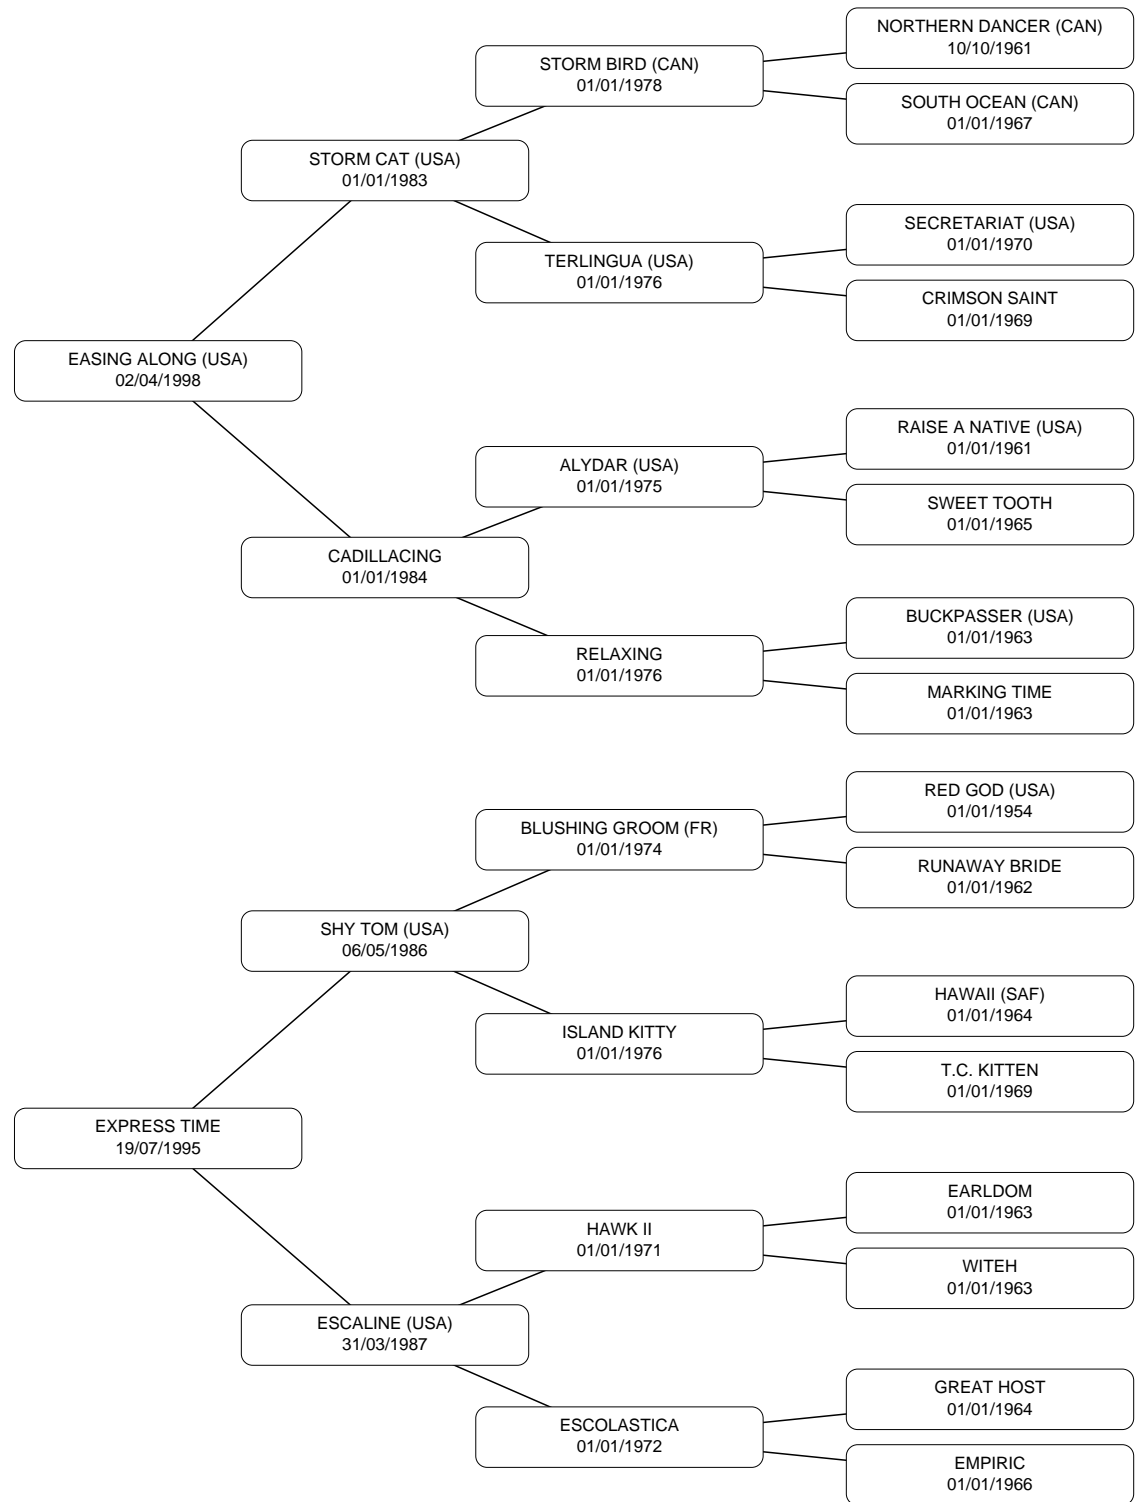 NORTHERN DANCER (CAN)
10/10/1961
STORM BIRD (CAN)
01/01/1978
SOUTH OCEAN (CAN)
01/01/1967
STORM CAT (USA)
01/01/1983
SECRETARIAT (USA)
01/01/1970
TERLINGUA (USA)
01/01/1976
CRIMSON SAINT
01/01/1969
EASING ALONG (USA)
02/04/1998
RAISE A NATIVE (USA)
01/01/1961
ALYDAR (USA)
01/01/1975
SWEET TOOTH
01/01/1965
CADILLACING
01/01/1984
BUCKPASSER (USA)
01/01/1963
RELAXING
01/01/1976
MARKING TIME
01/01/1963
RED GOD (USA)
01/01/1954
BLUSHING GROOM (FR)
01/01/1974
RUNAWAY BRIDE
01/01/1962
SHY TOM (USA)
06/05/1986
HAWAII (SAF)
01/01/1964
ISLAND KITTY
01/01/1976
T.C. KITTEN
01/01/1969
EXPRESS TIME
19/07/1995
EARLDOM
01/01/1963
HAWK II
01/01/1971
WITEH
01/01/1963
ESCALINE (USA)
31/03/1987
GREAT HOST
01/01/1964
ESCOLASTICA
01/01/1972
EMPIRIC
01/01/1966